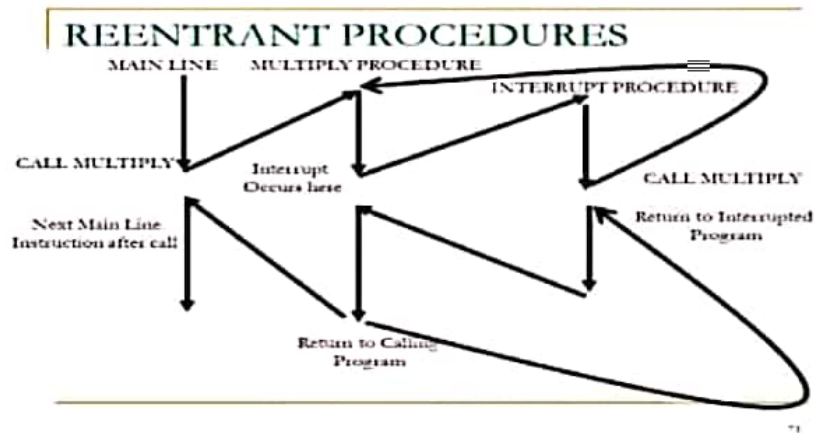 REENTRANT PROCEDURES
MAIN LINE
MULTIPLY PROCEDURE
INTERRUPT PROCEDURE
CALL MULTIPLY
Interrupt
Occurs here
CALL MULTIPLY
Next Main Line
Instruction after call
Return to Interrupted
Program
Return to Calling
Program